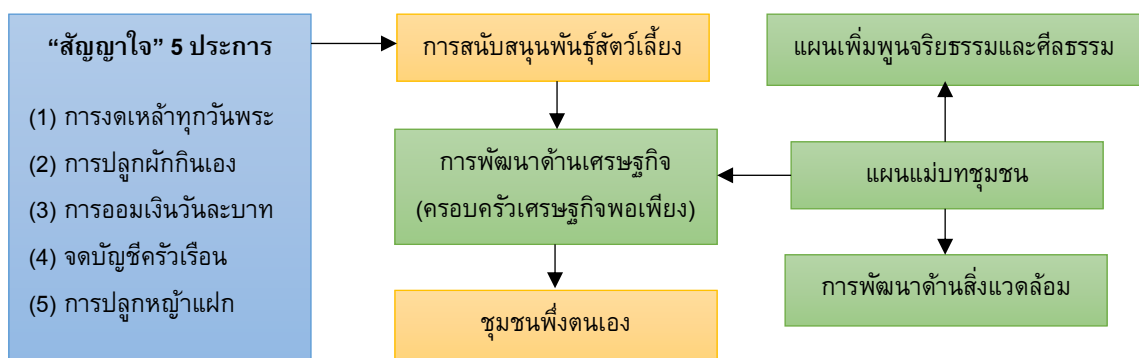 “สัญญาใจ” 5 ประการ
(1) การงดเหล้าทุกวันพระ
(2) การปลูกผักกินเอง
(3) การออมเงินวันละบาท
(4) จดบัญชีครัวเรือน
(5) การปลูกหญ้าแฝก
การสนับสนุนพันธุ์สัตว์เลี้ยง
การพัฒนาด้านเศรษฐกิจ
(ครอบครัวเศรษฐกิจพอเพียง)
ชุมชนพึ่งตนเอง
แผนเพิ่มพูนจริยธรรมและศีลธรรม
แผนแม่บทชุมชน
การพัฒนาด้านสิ่งแวดล้อม